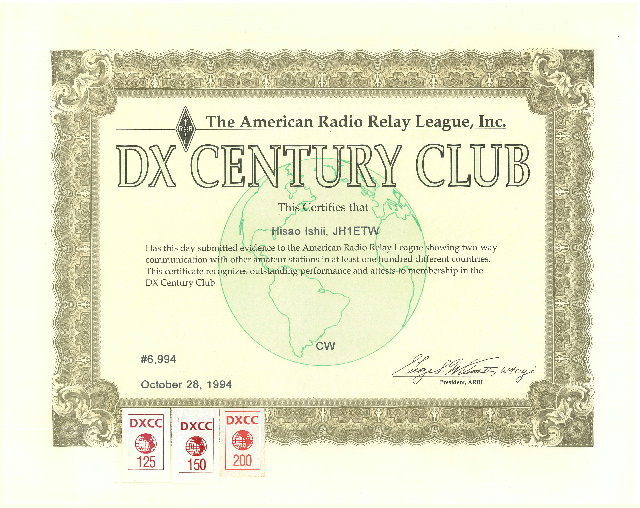 The American Radio Relay League, Inc.
DX CENTURY CLUB
This Certifies that
Hisao Ishii, JH1ETW
Has this day submitted evidence to the American Radio Relay League showing two-way
communication with other amateur stations in at least one hundred different countries.
This certificate recognizes outstanding performance and attests to membership in the
DX Century Club
CW
#6,994
October 28, 1994
President, ARRL
DXCC
125
DXCC
150
DXCC
200